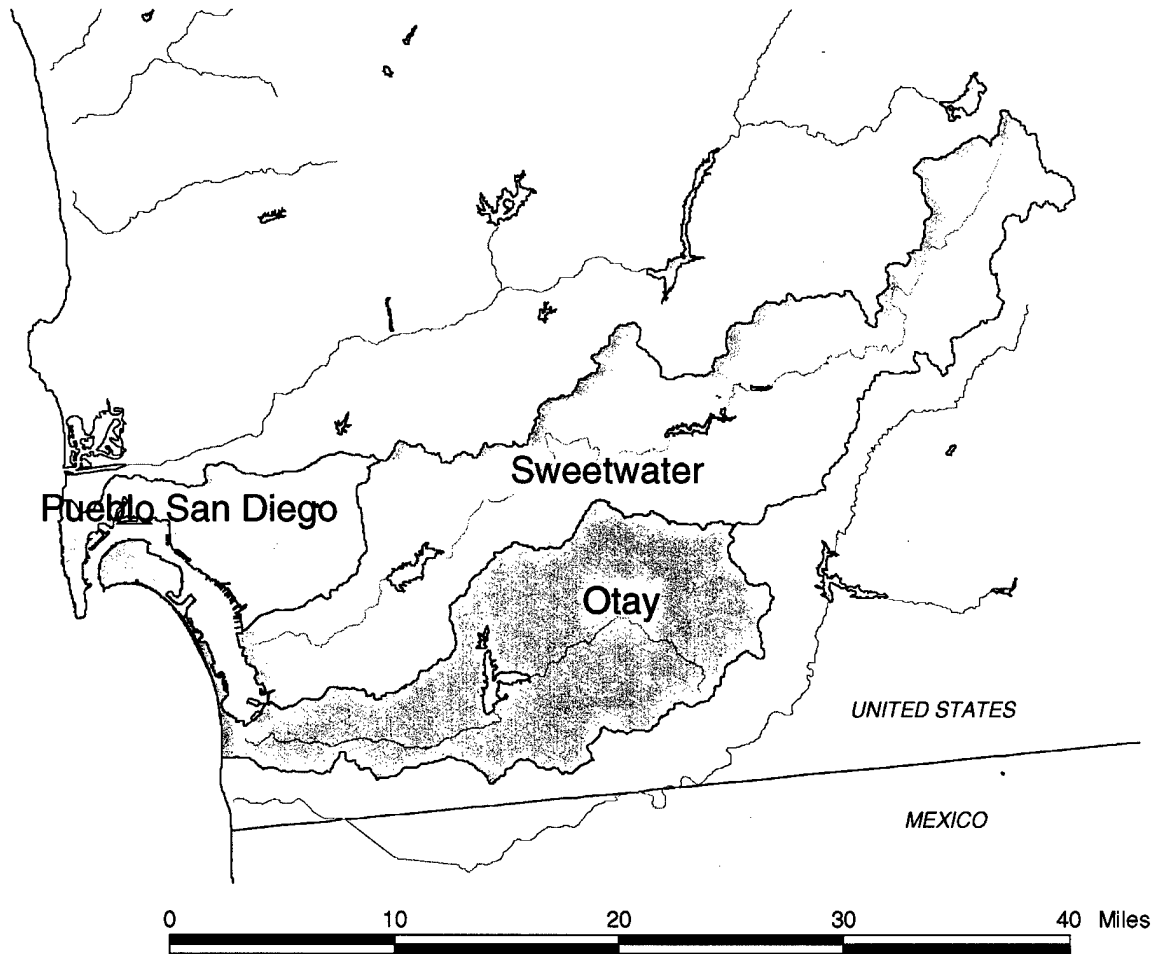 Sweetwater
Pueblo San Diego
Otay
UNITED STATES
MEXICO
0 10 20 30 40 Miles